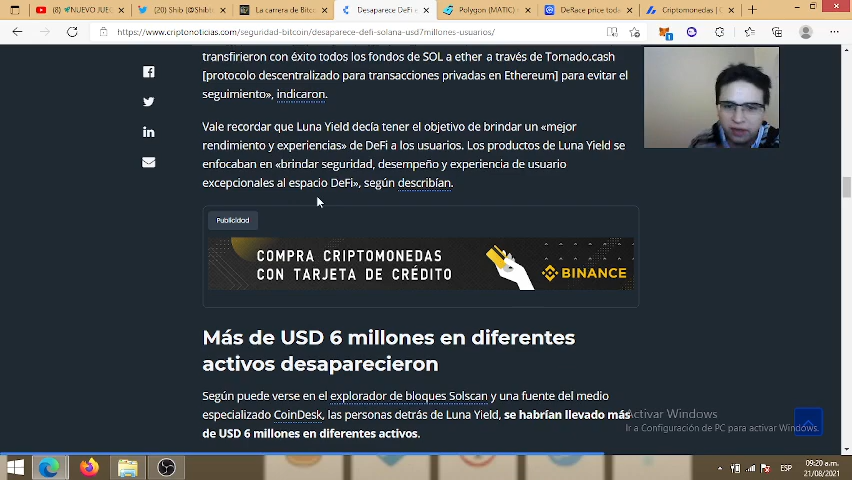 (8) 📢NUEVO JUE
(20) Shib (@Shib
La carrera de Bitc
Desaparece DeFi e
Polygon (MATIC)
DeRace price toda
Criptomonedas |
https://www.criptonoticias.com/seguridad-bitcoin/desaparece-defi-solana-usd7millones-usuarios/
transfirieron con éxito todos los fondos de SOL a ether a través de Tornado.cash
[protocolo descentralizado para transacciones privadas en Ethereum] para evitar el
seguimiento», indicaron.
Vale recordar que Luna Yield decía tener el objetivo de brindar un «mejor
rendimiento y experiencias» de DeFi a los usuarios. Los productos de Luna Yield se
enfocaban en «brindar seguridad, desempeño y experiencia de usuario
excepcionales al espacio DeFi», según describían.
Publicidad
COMPRA CRIPTOMONEDAS
CON TARJETA DE CRÉDITO
BINANCE
Más de USD 6 millones en diferentes
activos desaparecieron
Según puede verse en el explorador de bloques Solscan y una fuente del medio
especializado CoinDesk, las personas detrás de Luna Yield, se habrían llevado más
de USD 6 millones en diferentes activos.
Activar Windows
Ir a Configuración de PC para activar Windows.
ESP
09:20 a.m.
21/08/2021